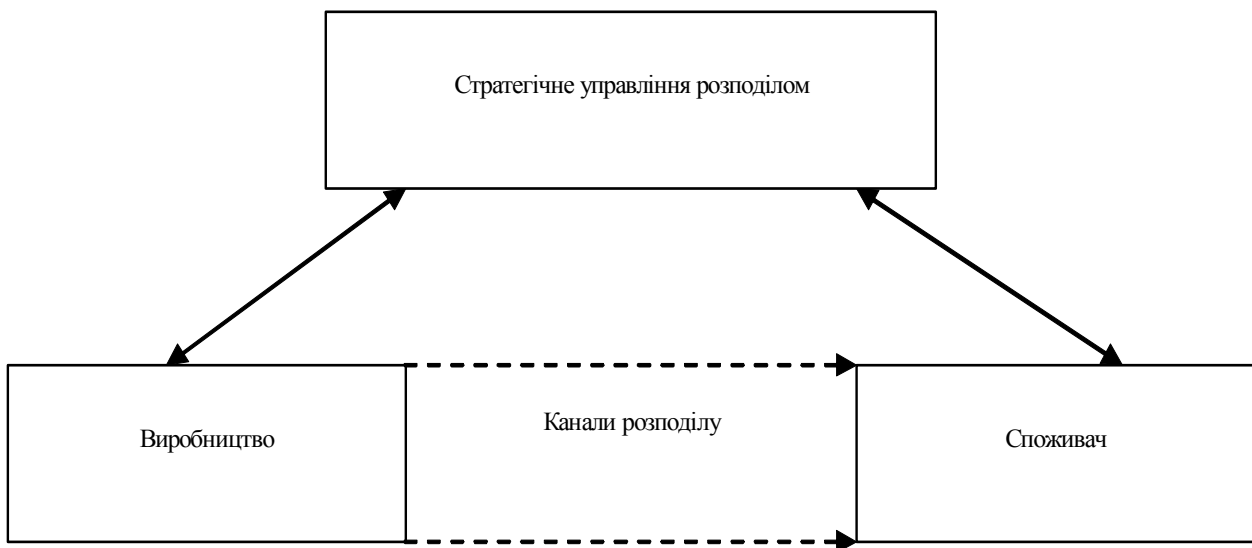 Стратегічне управління розподілом
Виробництво
Канали розподілу
Споживач